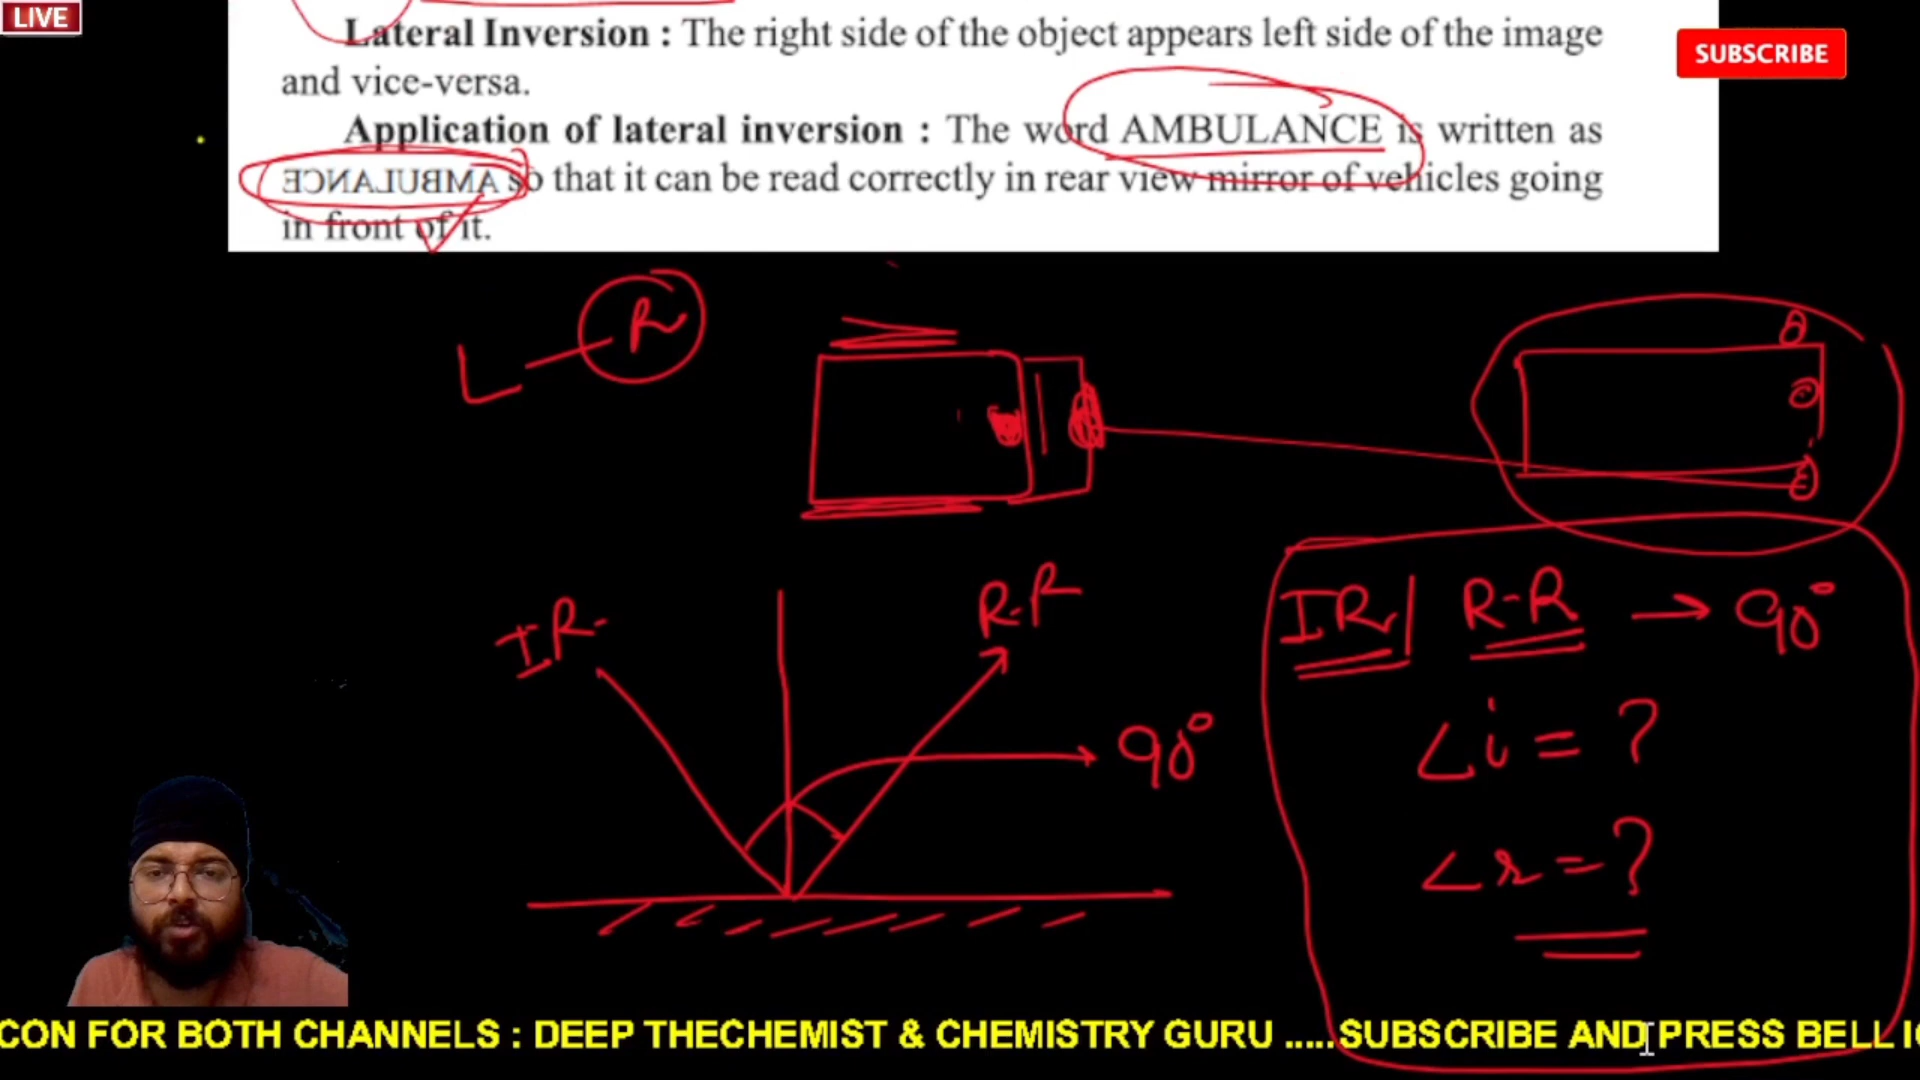 LIVE
Lateral Inversion : The right side of the object appears left side of the image
SUBSCRIBE
and vice-versa.
Application of lateral inversion : The word AMBULANCE is written as
AMBULANCE so that it can be read correctly in rear view mirror of vehicles going
in front of it.
L R
I.R. R.R
90°
IR/ R-R → 90°
∠i = ?
∠r = ?
CON FOR BOTH CHANNELS : DEEP THECHEMIST & CHEMISTRY GURU .....SUBSCRIBE AND PRESS BELL IC